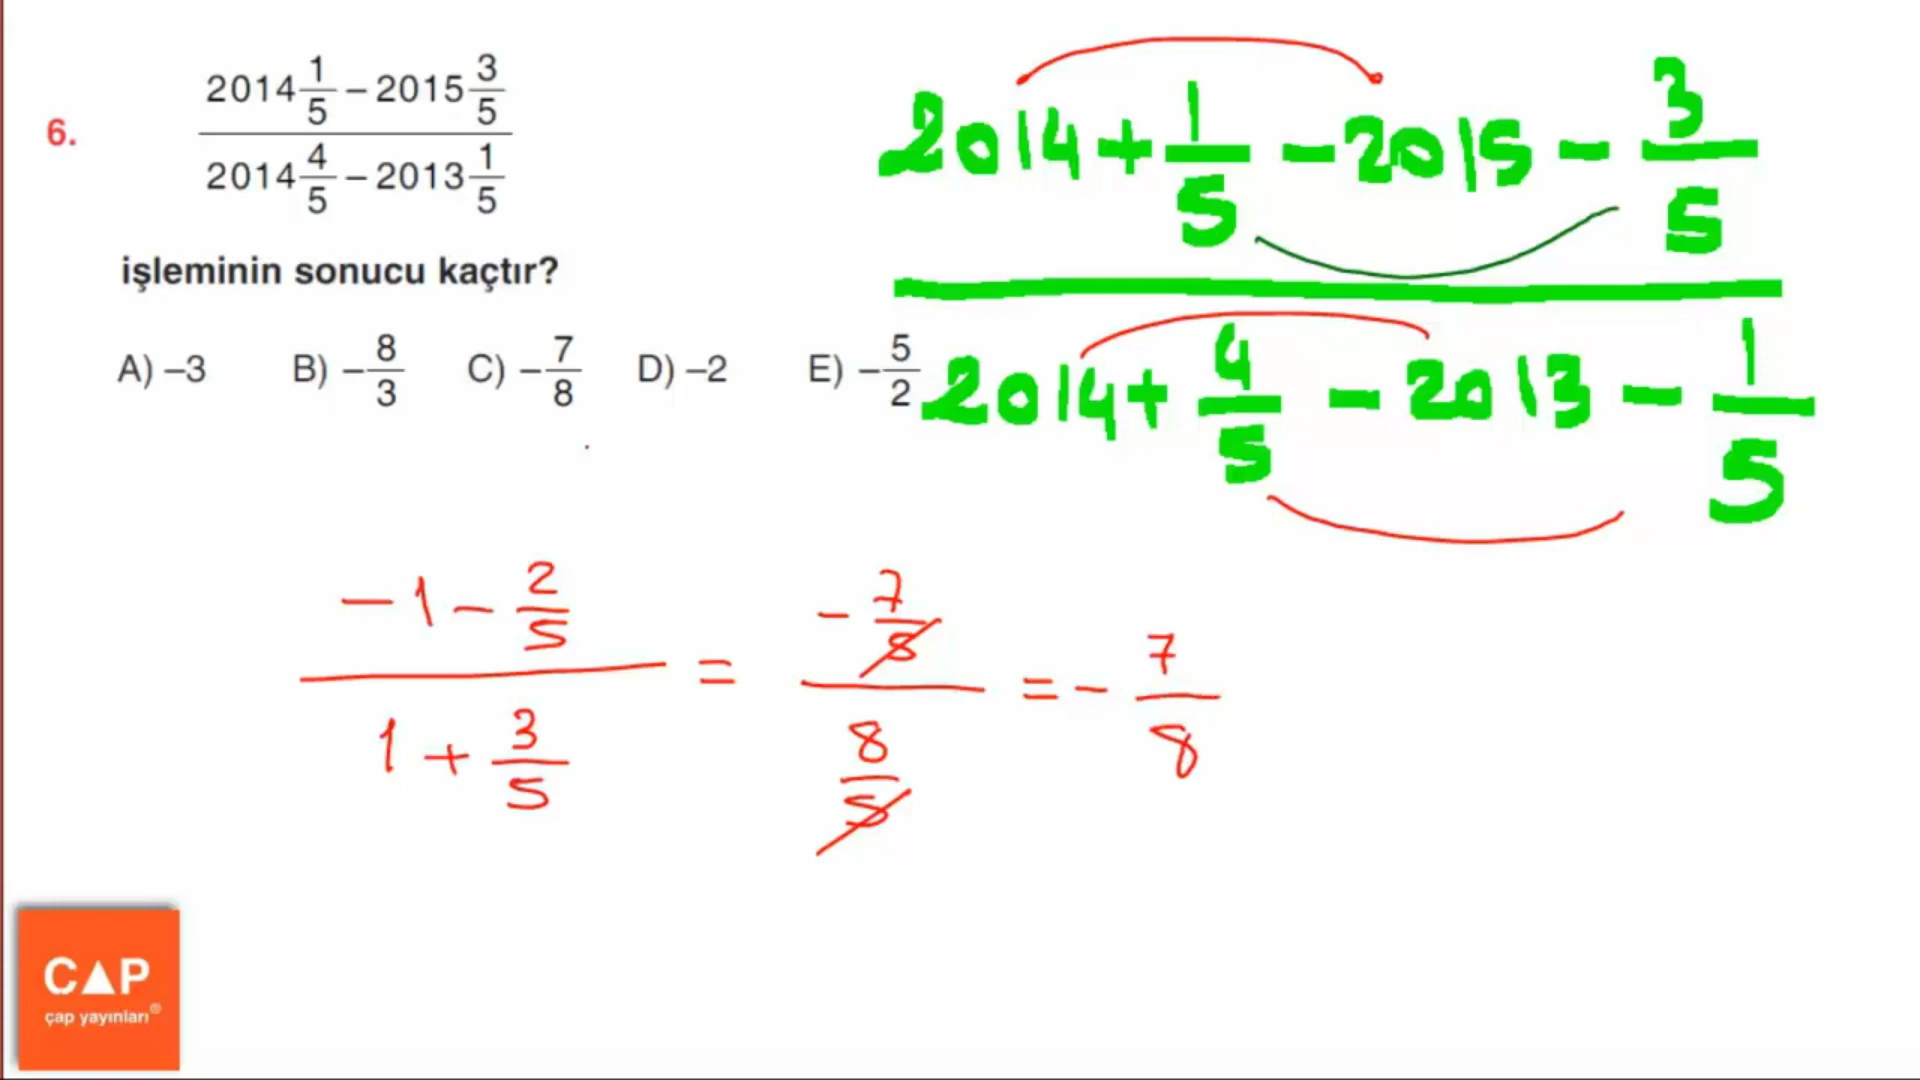 6.
2014 1/5 – 2015 3/5
2014 4/5 – 2013 1/5
işleminin sonucu kaçtır?
A) –3 B) –8/3 C) –7/8 D) –2 E) –5/2
2014 + 1/5 – 2015 – 3/5
2014 + 4/5 – 2013 – 1/5
–1 – 2/5 = –7/8 = –7/8
1 + 3/5 8/5
CAP
çap yayınları®